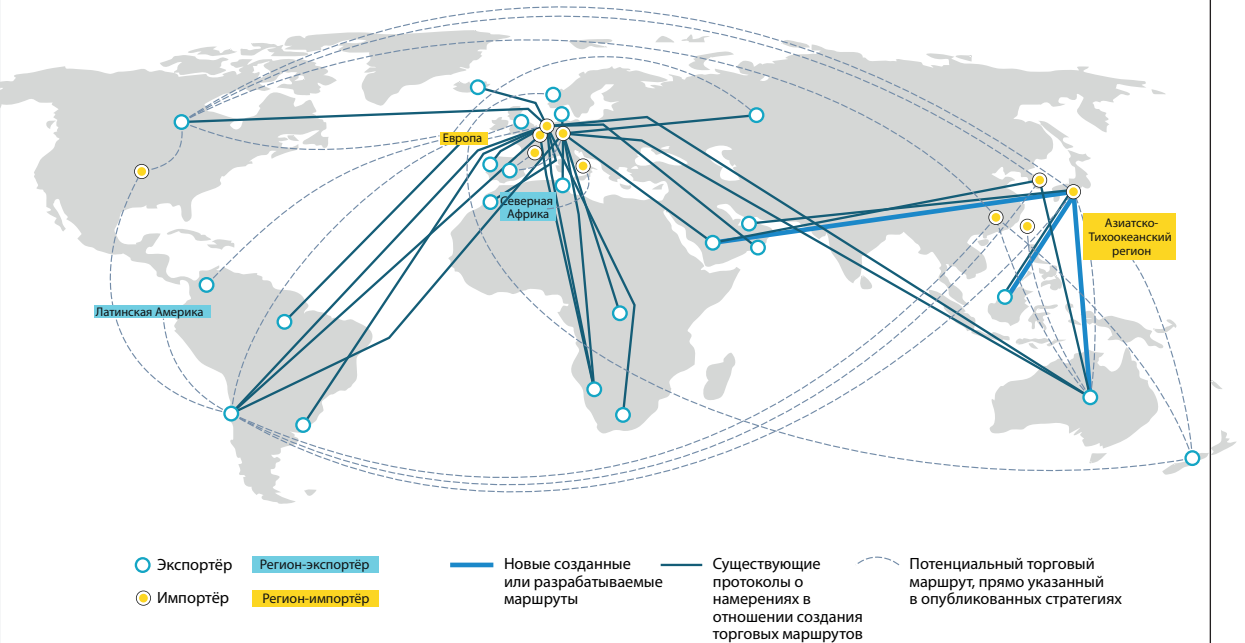 Европа
Северная
Африка
Азиатско-
Тихоокеанский
регион
Латинская Америка
Экспортёр
Регион-экспортёр
Импортёр
Регион-импортёр
Новые созданные
или разрабатываемые
маршруты
Существующие
протоколы о
намерениях в
отношении создания
торговых маршрутов
Потенциальный торговый
маршрут, прямо указанный
в опубликованных стратегиях